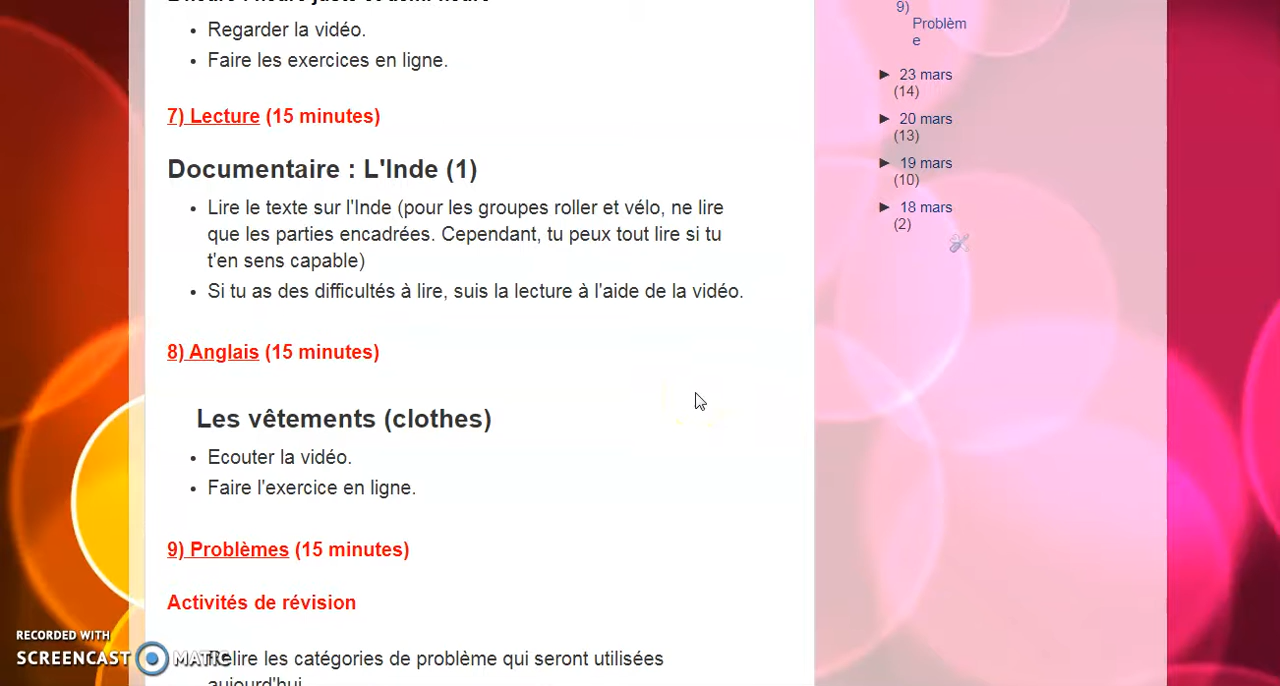 Regarder la vidéo.
Faire les exercices en ligne.
7) Lecture (15 minutes)
Documentaire : L'Inde (1)
Lire le texte sur l'Inde (pour les groupes roller et vélo, ne lire
que les parties encadrées. Cependant, tu peux tout lire si tu
t'en sens capable)
Si tu as des difficultés à lire, suis la lecture à l'aide de la vidéo.
8) Anglais (15 minutes)
Les vêtements (clothes)
Ecouter la vidéo.
Faire l'exercice en ligne.
9) Problèmes (15 minutes)
Activités de révision
Relire les catégories de problème qui seront utilisées
aujourd'hui
9)
Problèm
e
► 23 mars
(14)
► 20 mars
(13)
► 19 mars
(10)
► 18 mars
(2)
RECORDED WITH
SCREENCAST MATIC